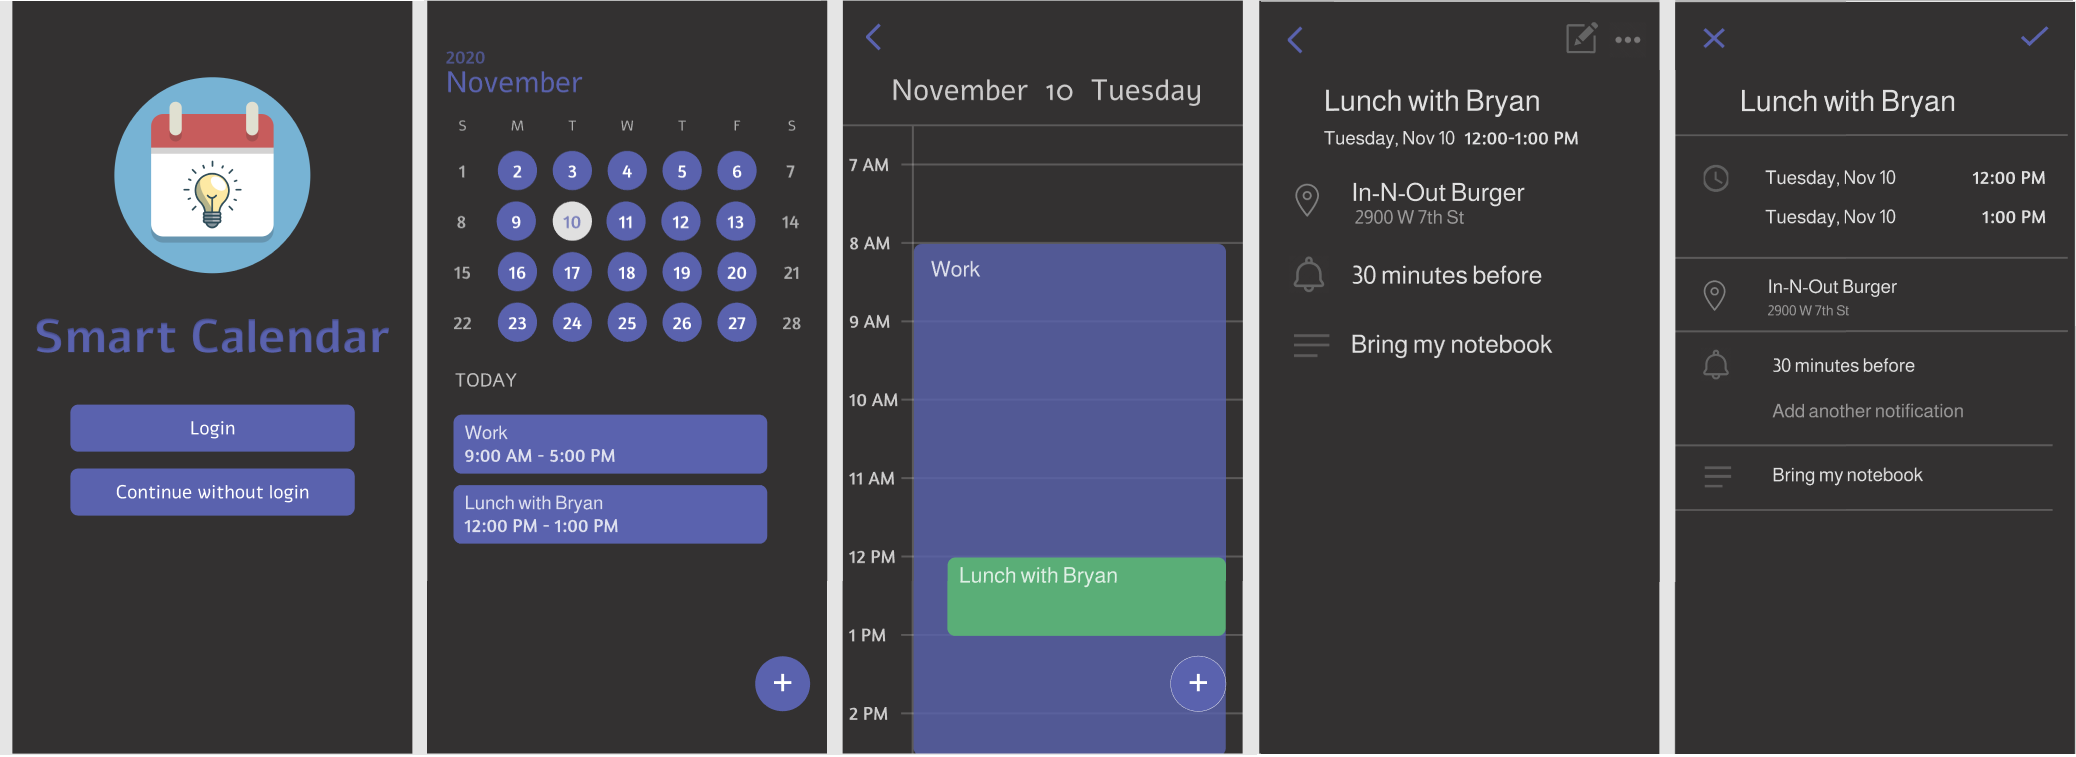 Smart Calendar
Login
Continue without login
2020
November
S M T W T F S
1 2 3 4 5 6 7
8 9 10 11 12 13 14
15 16 17 18 19 20 21
22 23 24 25 26 27 28
TODAY
Work
9:00 AM - 5:00 PM
Lunch with Bryan
12:00 PM - 1:00 PM
+
November 10 Tuesday
7 AM
8 AM
Work
9 AM
10 AM
11 AM
12 PM
Lunch with Bryan
1 PM
+
2 PM
Lunch with Bryan
Tuesday, Nov 10 12:00-1:00 PM
In-N-Out Burger
2900 W 7th St
30 minutes before
Bring my notebook
Lunch with Bryan
Tuesday, Nov 10 12:00 PM
Tuesday, Nov 10 1:00 PM
In-N-Out Burger
2900 W 7th St
30 minutes before
Add another notification
Bring my notebook